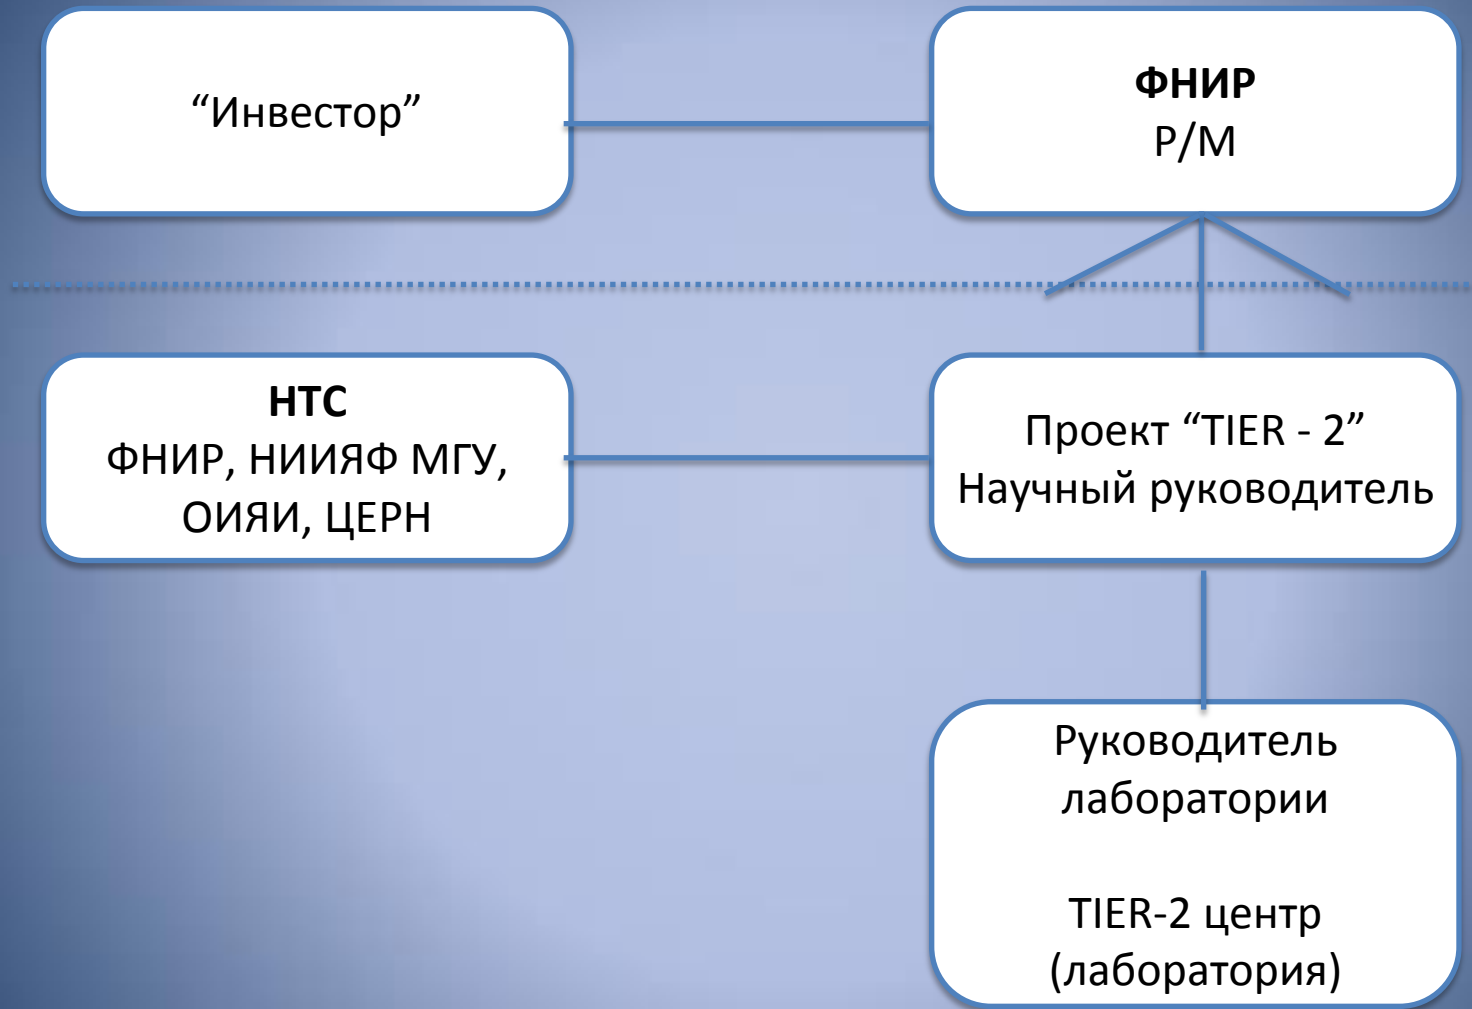 “Инвестор”
ФНИР
Р/М
НТС
ФНИР, НИИЯФ МГУ,
ОИЯИ, ЦЕРН
Проект “TIER - 2”
Научный руководитель
Руководитель
лаборатории
TIER-2 центр
(лаборатория)